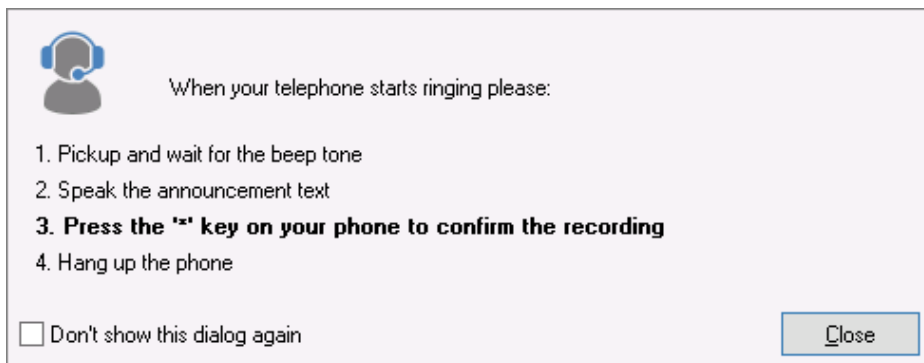 When your telephone starts ringing please:
1. Pickup and wait for the beep tone
2. Speak the announcement text
3. Press the '*' key on your phone to confirm the recording
4. Hang up the phone
Don't show this dialog again
Close